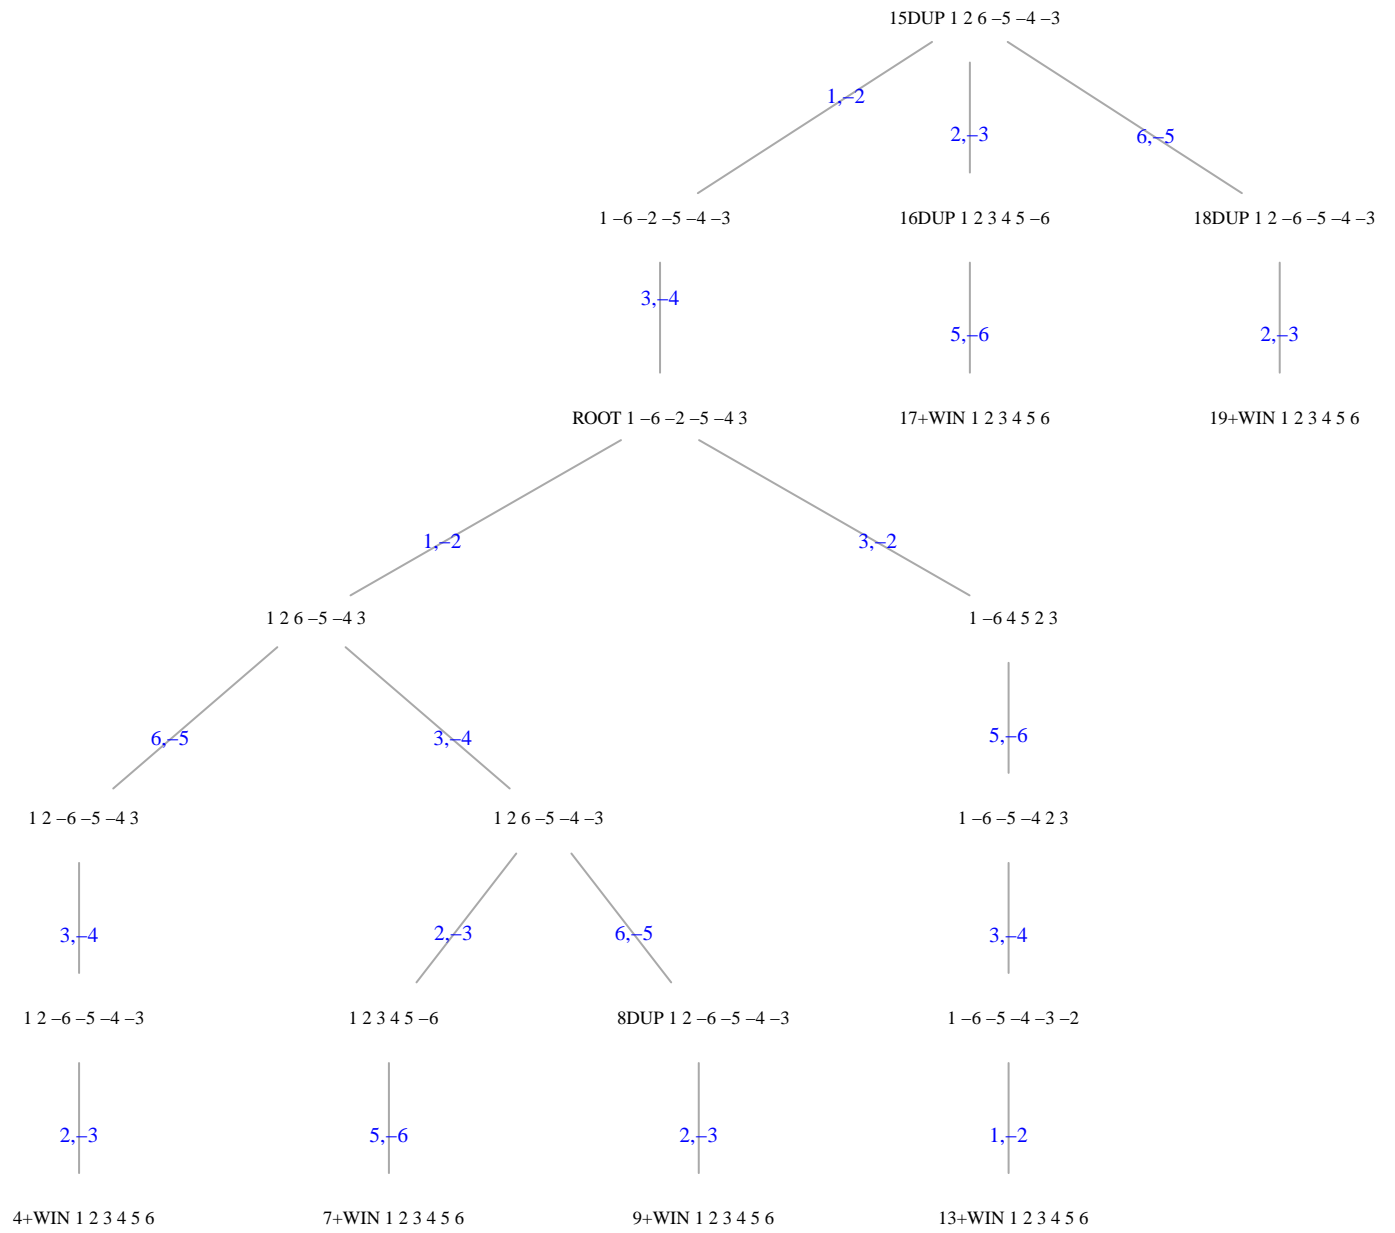 15DUP 1 2 6 –5 –4 –3
1,–2
2,–3
6,–5
1 –6 –2 –5 –4 –3
16DUP 1 2 3 4 5 –6
18DUP 1 2 –6 –5 –4 –3
3,–4
5,–6
2,–3
ROOT 1 –6 –2 –5 –4 3
17+WIN 1 2 3 4 5 6
19+WIN 1 2 3 4 5 6
1,–2
3,–2
1 2 6 –5 –4 3
1 –6 4 5 2 3
6,–5
3,–4
5,–6
1 2 –6 –5 –4 3
1 2 6 –5 –4 –3
1 –6 –5 –4 2 3
3,–4
2,–3
6,–5
3,–4
1 2 –6 –5 –4 –3
1 2 3 4 5 –6
8DUP 1 2 –6 –5 –4 –3
1 –6 –5 –4 –3 –2
2,–3
5,–6
2,–3
1,–2
4+WIN 1 2 3 4 5 6
7+WIN 1 2 3 4 5 6
9+WIN 1 2 3 4 5 6
13+WIN 1 2 3 4 5 6